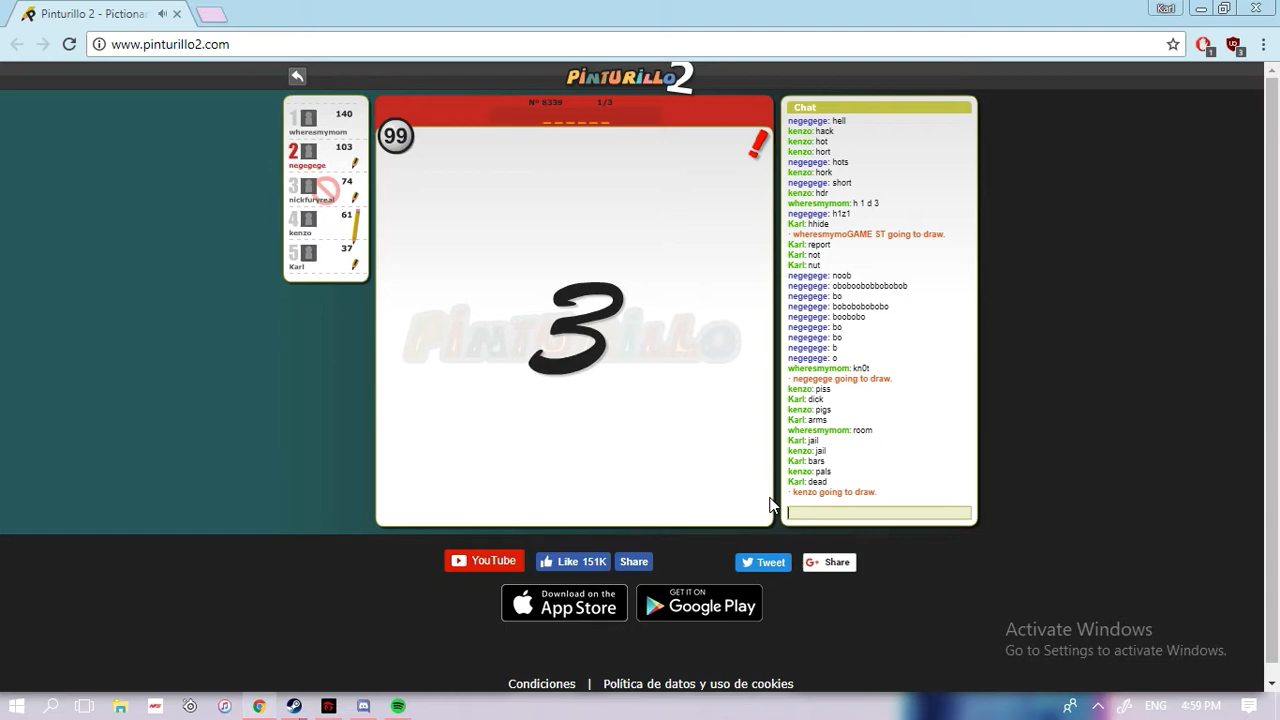 Pinturillo 2 - Pictiona
Karl
www.pinturillo2.com
1
3
PINTURILLO 2
Nº 8339 1/3
_ _ _ _ _ _
99
!
3
PINTURILLO
1 140
wheresmymom
2 103
negegege
3 74
nickfuryreal
4 61
kenzo
5 37
Karl
Chat
negegege: hell
kenzo: hack
kenzo: hot
kenzo: hort
negegege: hots
kenzo: hork
negegege: short
kenzo: hdr
wheresmymom: h 1 d 3
negegege: h1z1
Karl: hhide
· wheresmymoGAME ST going to draw.
Karl: report
Karl: not
Karl: nut
negegege: noob
negegege: oboboobobbobobob
negegege: bo
negegege: bobobobobobo
negegege: boobobo
negegege: bo
negegege: bo
negegege: b
negegege: o
wheresmymom: kn0t
· negegege going to draw.
kenzo: piss
Karl: dick
kenzo: pigs
Karl: arms
wheresmymom: room
Karl: jail
kenzo: jail
Karl: bars
kenzo: pals
Karl: dead
· kenzo going to draw.
YouTube
Like 151K
Share
Tweet
G+ Share
Download on the
App Store
GET IT ON
Google Play
Activate Windows
Go to Settings to activate Windows.
Condiciones | Política de datos y uso de cookies
ENG 4:59 PM